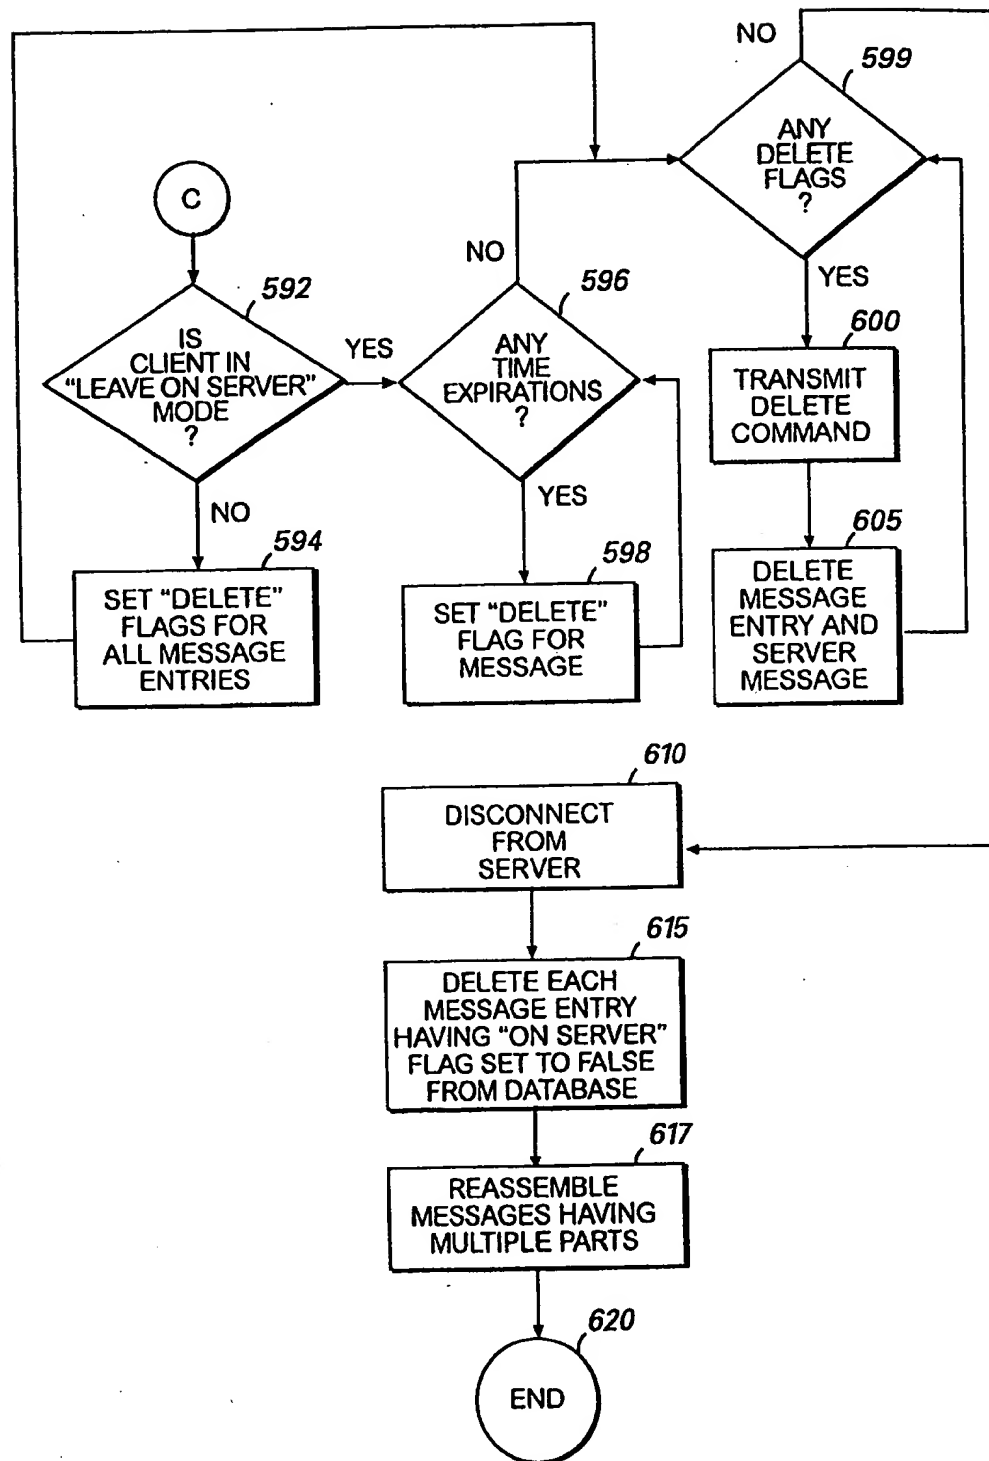 NO
599
ANY
DELETE
FLAGS
?
YES
C
592
IS
CLIENT IN
"LEAVE ON SERVER"
MODE
?
YES
NO
594
SET "DELETE"
FLAGS FOR
ALL MESSAGE
ENTRIES
NO
596
ANY
TIME
EXPIRATIONS
?
YES
598
SET "DELETE"
FLAG FOR
MESSAGE
600
TRANSMIT
DELETE
COMMAND
605
DELETE
MESSAGE
ENTRY AND
SERVER
MESSAGE
610
DISCONNECT
FROM
SERVER
615
DELETE EACH
MESSAGE ENTRY
HAVING "ON SERVER"
FLAG SET TO FALSE
FROM DATABASE
617
REASSEMBLE
MESSAGES HAVING
MULTIPLE PARTS
620
END